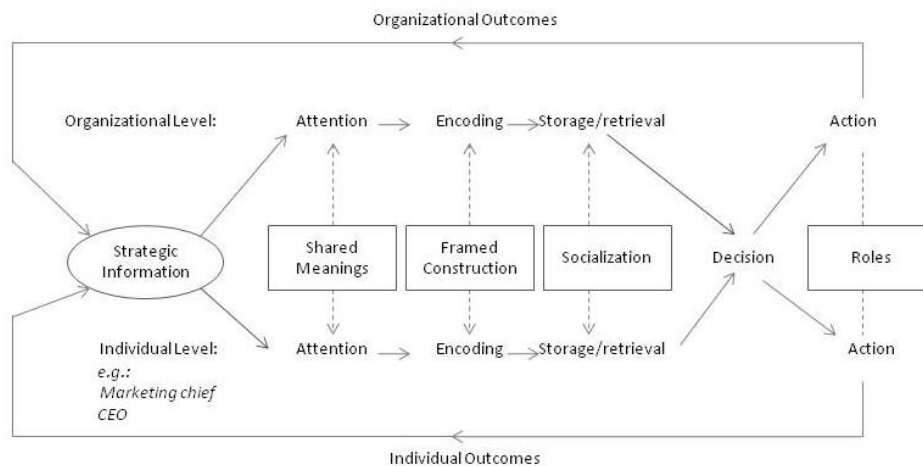 Organizational Outcomes
Organizational Level:
Attention
Encoding
Storage/retrieval
Action
Strategic
Information
Shared
Meanings
Framed
Construction
Socialization
Decision
Roles
Individual Level:
e.g.:
Marketing chief
CEO
Attention
Encoding
Storage/retrieval
Action
Individual Outcomes